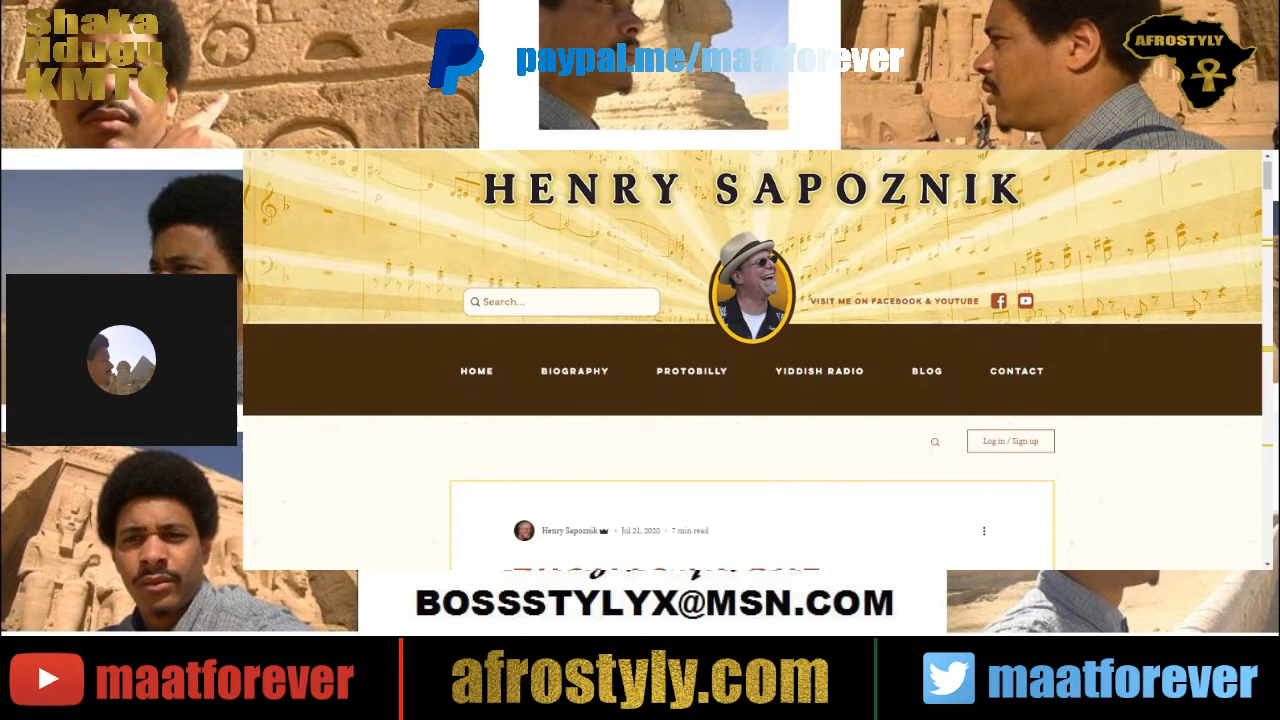 Shaka
Ndugu
KMT
paypal.me/maatforever
AFROSTYLY
HENRY SAPOZNIK
Search...
VISIT ME ON FACEBOOK & YOUTUBE
HOME
BIOGRAPHY
PROTOBILLY
YIDDISH RADIO
BLOG
CONTACT
Log in / Sign up
Henry Sapoznik
Jul 21, 2020 · 7 min read
BOSSSTYLYX@MSN.COM
maatforever
afrostyly.com
maatforever